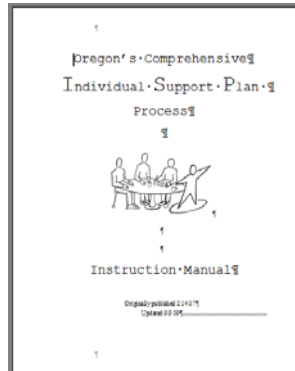 Oregon's Comprehensive
Individual Support Plan
Process
Instruction Manual
Originally published
Updated